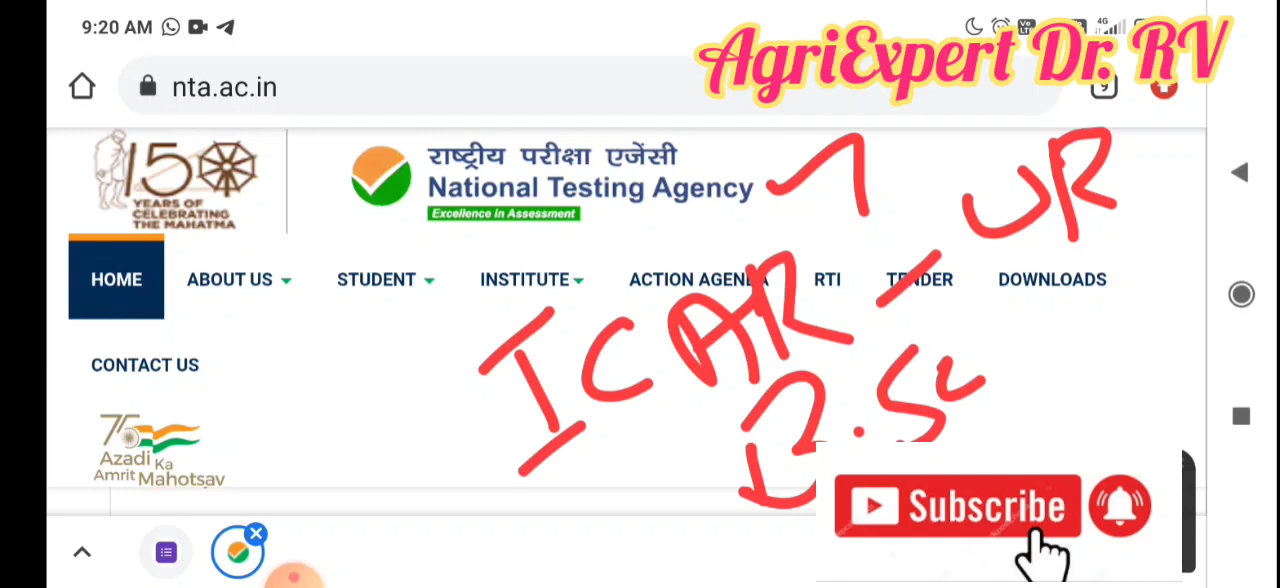 9:20 AM
AgriExpert Dr. RV
nta.ac.in
9
150
YEARS OF
CELEBRATING
THE MAHATMA
राष्ट्रीय परीक्षा एजेंसी
National Testing Agency
Excellence in Assessment
HOME ABOUT US STUDENT INSTITUTE ACTION AGENDA RTI TENDER DOWNLOADS
CONTACT US
ICAR - UR
B.Sc
75
Azadi Ka
Amrit Mahotsav
Subscribe